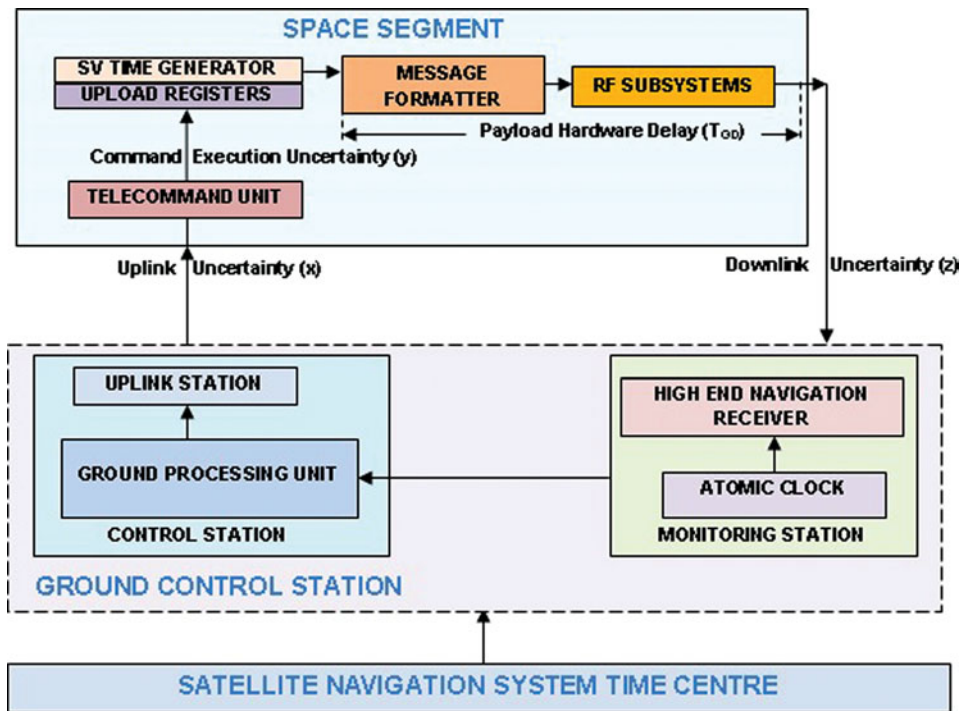 SPACE SEGMENT
SV TIME GENERATOR
UPLOAD REGISTERS
MESSAGE
FORMATTER
RF SUBSYSTEMS
Payload Hardware Delay (TGD)
Command Execution Uncertainty (y)
TELECOMMAND UNIT
Uplink Uncertainty (x)
Downlink Uncertainty (z)
UPLINK STATION
GROUND PROCESSING UNIT
CONTROL STATION
HIGH END NAVIGATION
RECEIVER
ATOMIC CLOCK
MONITORING STATION
GROUND CONTROL STATION
SATELLITE NAVIGATION SYSTEM TIME CENTRE